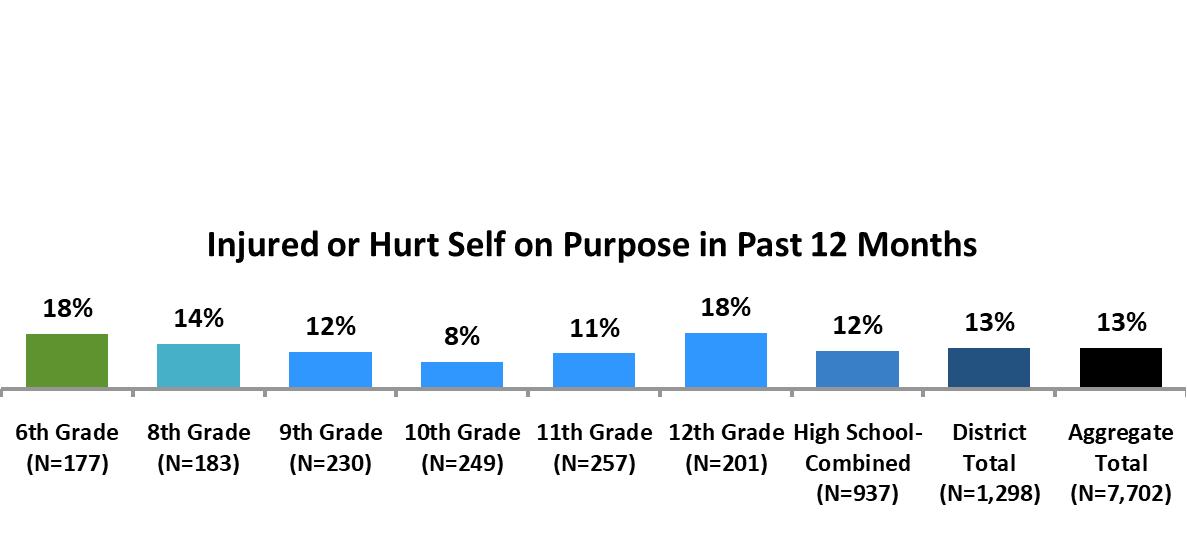 Injured or Hurt Self on Purpose in Past 12 Months
18%
14%
12%
8%
11%
18%
12%
13%
13%
6th Grade
(N=177)
8th Grade
(N=183)
9th Grade
(N=230)
10th Grade
(N=249)
11th Grade
(N=257)
12th Grade
(N=201)
High School-
Combined
(N=937)
District
Total
(N=1,298)
Aggregate
Total
(N=7,702)